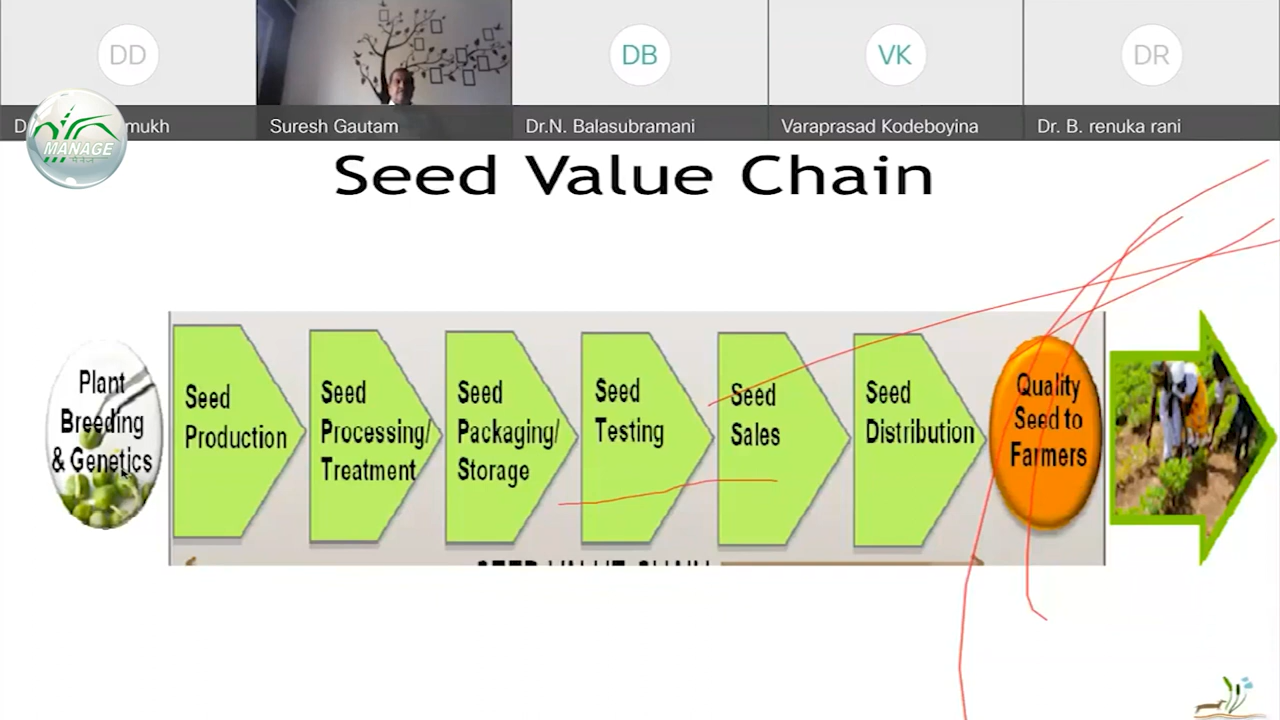 DD
DB
VK
DR
D
mukh
Suresh Gautam
Dr.N. Balasubramani
Varaprasad Kodeboyina
Dr. B. renuka rani
MANAGE
Seed Value Chain
Plant
Breeding
& Genetics
Seed
Production
Seed
Processing/
Treatment
Seed
Packaging/
Storage
Seed
Testing
Seed
Sales
Seed
Distribution
Quality
Seed to
Farmers